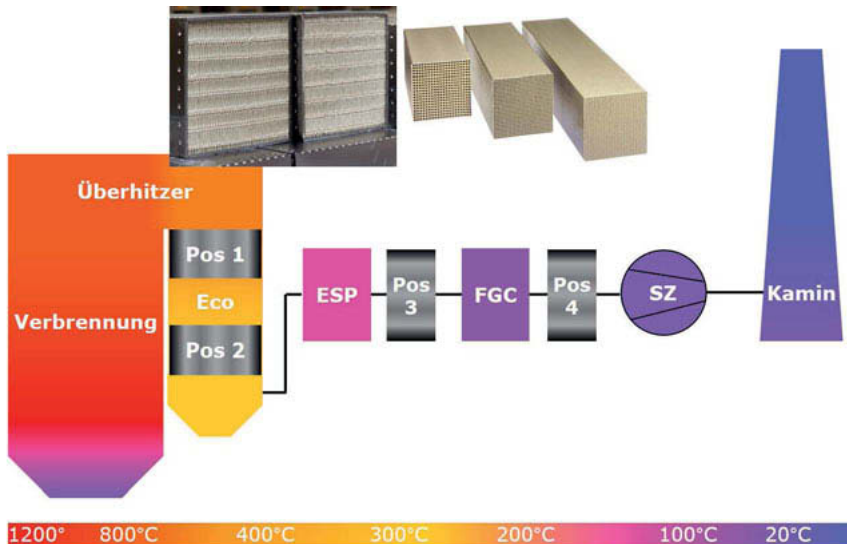 Überhitzer
Pos 1
Eco
Verbrennung
Pos 2
ESP
Pos
3
FGC
Pos
4
SZ
Kamin
1200° 800°C 400°C 300°C 200°C 100°C 20°C